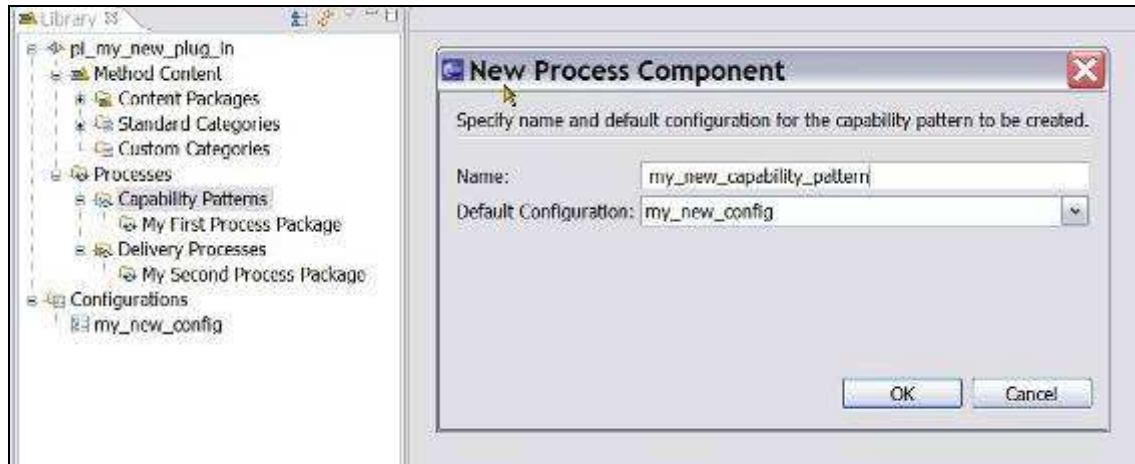 Library
pl_my_new_plug_in
Method Content
Content Packages
Standard Categories
Custom Categories
Processes
Capability Patterns
My First Process Package
Delivery Processes
My Second Process Package
Configurations
my_new_config
New Process Component
Specify name and default configuration for the capability pattern to be created.
Name: my_new_capability_pattern
Default Configuration: my_new_config
OK Cancel